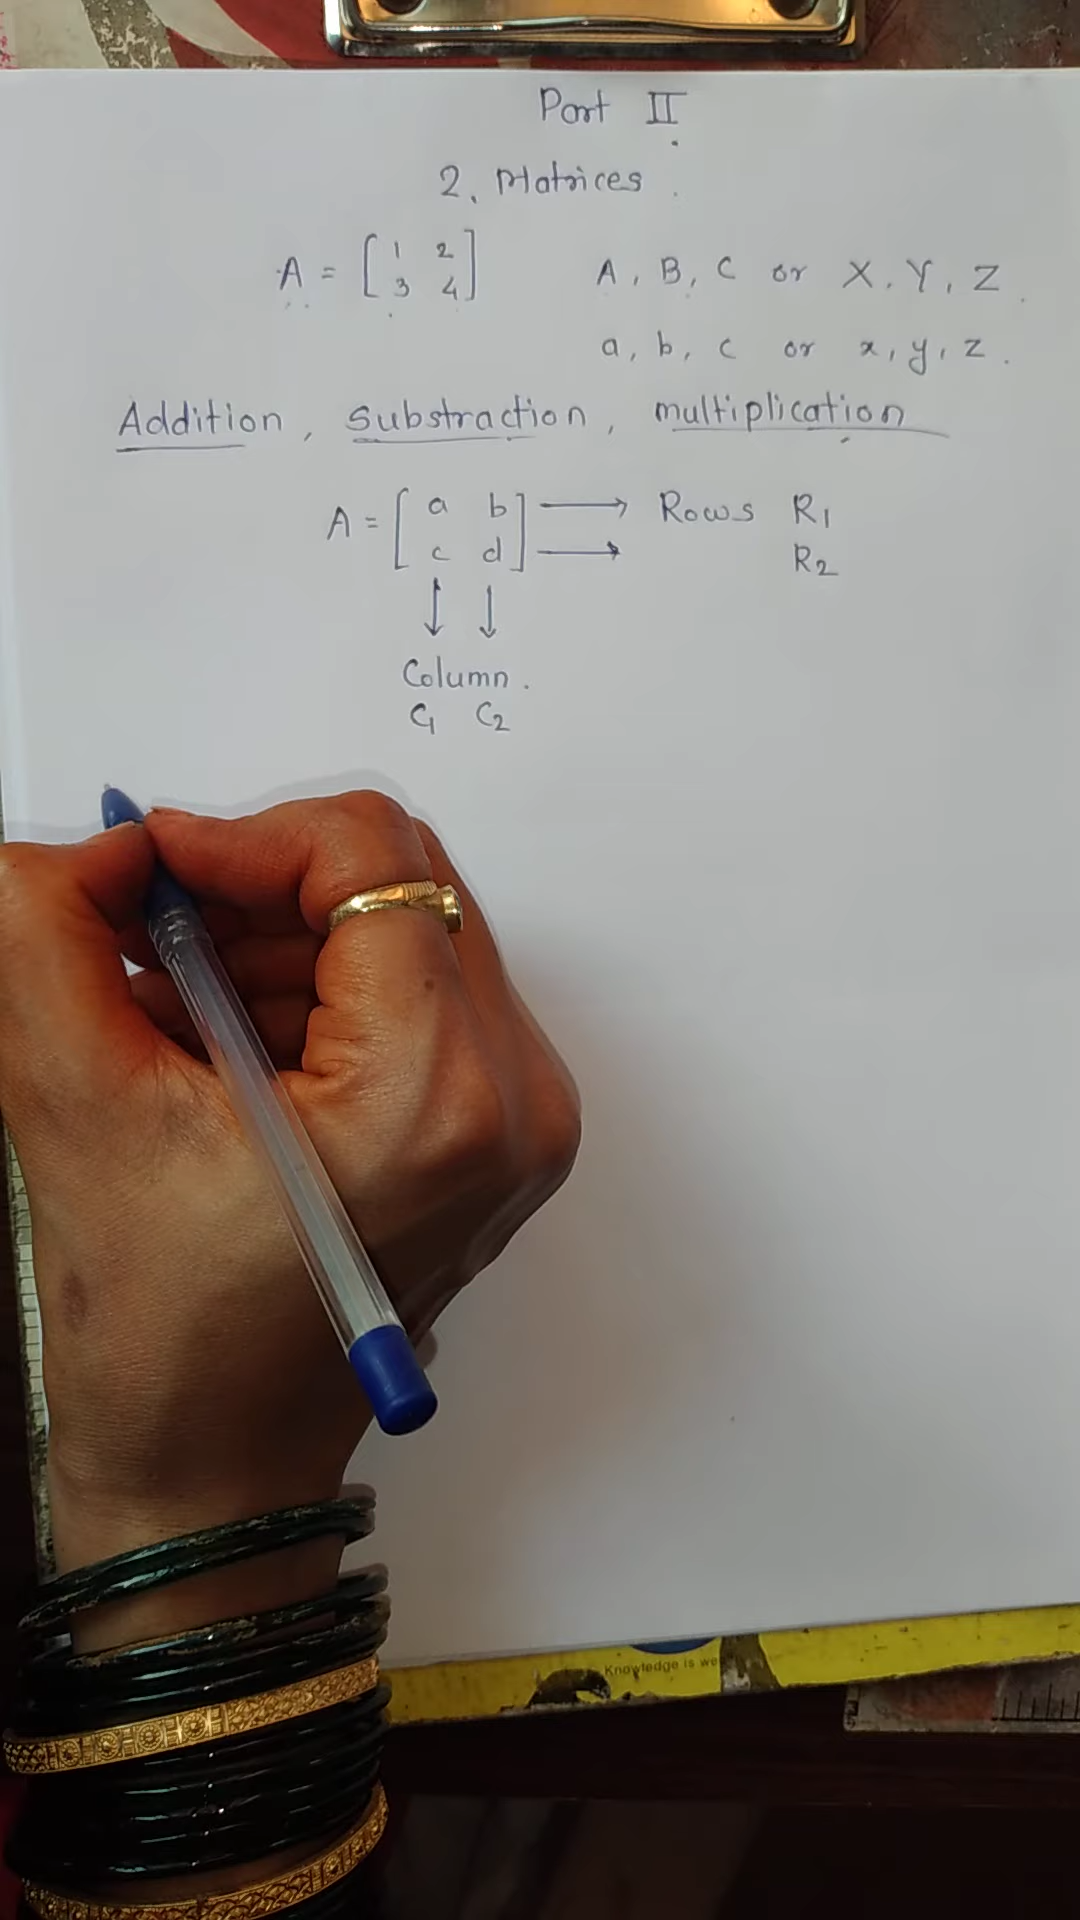 Part II
2. Matrices.
A = [ 1 2 A, B, C or X, Y, Z.
3 4 ]
a, b, c or x, y, z.
Addition, Substraction, multiplication
A = [ a b ] → Rows R1
c d → R2
↓ ↓
Column.
C1 C2
Knowledge is we